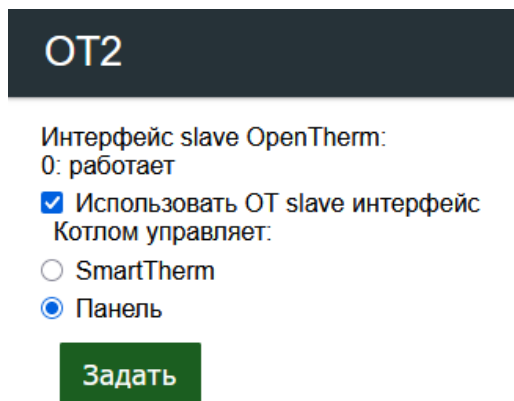 OT2
Интерфейс slave OpenTherm:
0: работает
Использовать OT slave интерфейс
Котлом управляет:
SmartTherm
Панель
Задать